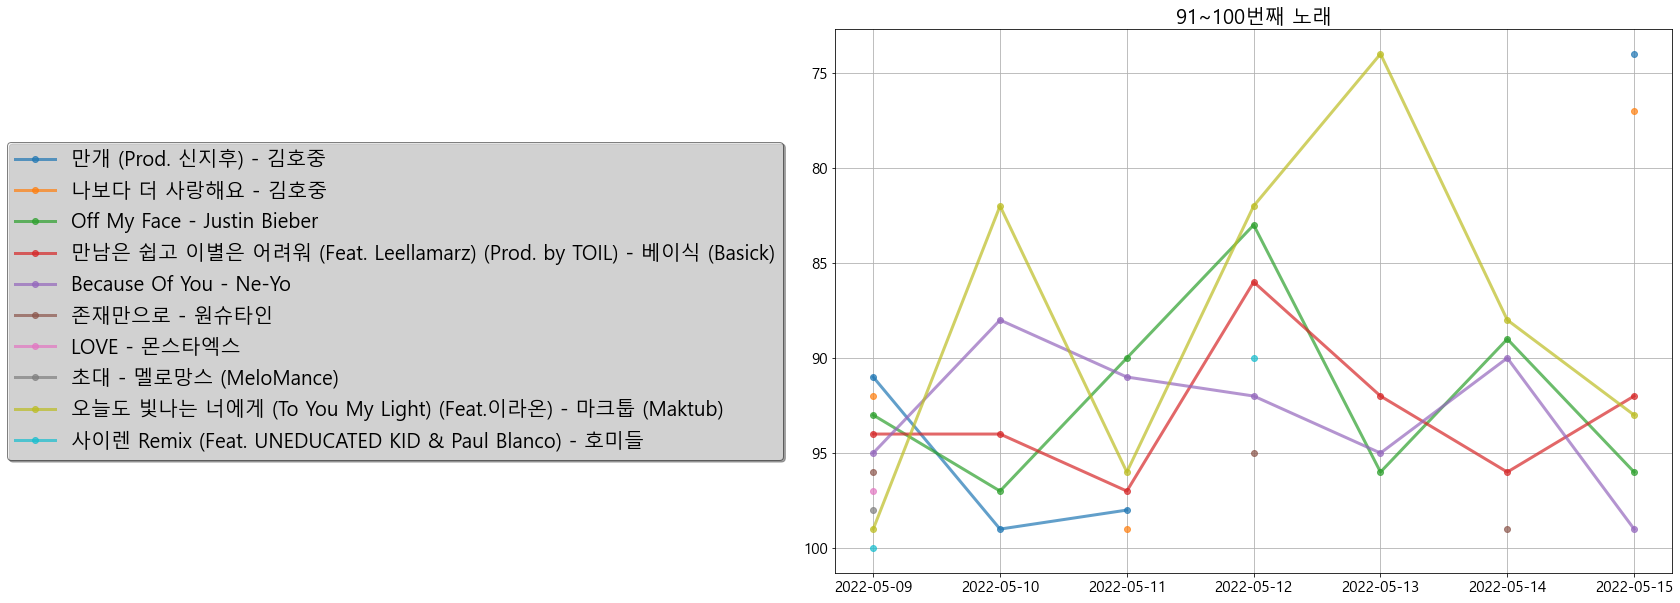 91~100번째 노래
만개 (Prod. 신지후) - 김호중
나보다 더 사랑해요 - 김호중
Off My Face - Justin Bieber
만남은 쉽고 이별은 어려워 (Feat. Leellamarz) (Prod. by TOIL) - 베이식 (Basick)
Because Of You - Ne-Yo
존재만으로 - 원슈타인
LOVE - 몬스타엑스
초대 - 멜로망스 (MeloMance)
오늘도 빛나는 너에게 (To You My Light) (Feat.이라온) - 마크툽 (Maktub)
사이렌 Remix (Feat. UNEDUCATED KID & Paul Blanco) - 호미들
75
80
85
90
95
100
2022-05-09 2022-05-10 2022-05-11 2022-05-12 2022-05-13 2022-05-14 2022-05-15